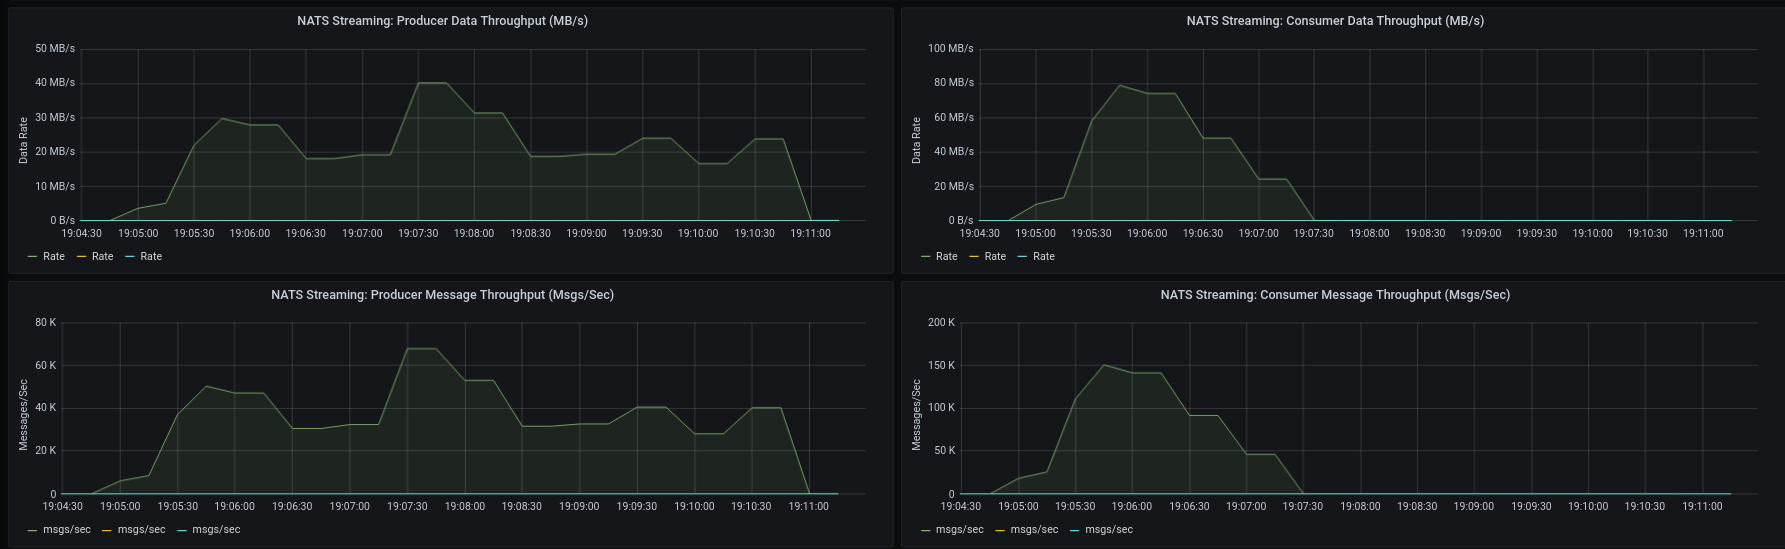 NATS Streaming: Producer Data Throughput (MB/s)
50 MB/s
40 MB/s
30 MB/s
20 MB/s
10 MB/s
0 B/s
Data Rate
19:04:30 19:05:00 19:05:30 19:06:00 19:06:30 19:07:00 19:07:30 19:08:00 19:08:30 19:09:00 19:09:30 19:10:00 19:10:30 19:11:00
Rate Rate Rate
NATS Streaming: Consumer Data Throughput (MB/s)
100 MB/s
80 MB/s
60 MB/s
40 MB/s
20 MB/s
0 B/s
Data Rate
19:04:30 19:05:00 19:05:30 19:06:00 19:06:30 19:07:00 19:07:30 19:08:00 19:08:30 19:09:00 19:09:30 19:10:00 19:10:30 19:11:00
Rate Rate Rate
NATS Streaming: Producer Message Throughput (Msgs/Sec)
80 K
60 K
40 K
20 K
0
Messages/Sec
19:04:30 19:05:00 19:05:30 19:06:00 19:06:30 19:07:00 19:07:30 19:08:00 19:08:30 19:09:00 19:09:30 19:10:00 19:10:30 19:11:00
msgs/sec msgs/sec msgs/sec
NATS Streaming: Consumer Message Throughput (Msgs/Sec)
200 K
150 K
100 K
50 K
0
Messages/Sec
19:04:30 19:05:00 19:05:30 19:06:00 19:06:30 19:07:00 19:07:30 19:08:00 19:08:30 19:09:00 19:09:30 19:10:00 19:10:30 19:11:00
msgs/sec msgs/sec msgs/sec